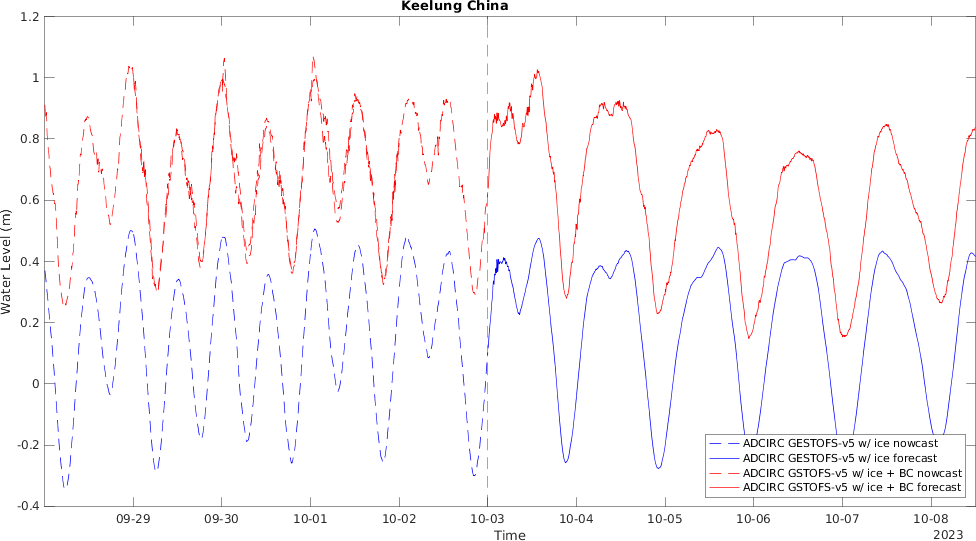 Keelung China
1.2
1
0.8
0.6
0.4
0.2
0
-0.2
-0.4
Water Level (m)
09-29 09-30 10-01 10-02 10-03 10-04 10-05 10-06 10-07 10-08
Time
2023
ADCIRC GESTOFS-v5 w/ ice nowcast
ADCIRC GESTOFS-v5 w/ ice forecast
ADCIRC GSTOFS-v5 w/ ice + BC nowcast
ADCIRC GSTOFS-v5 w/ ice + BC forecast